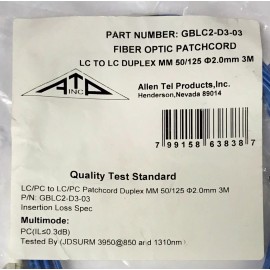 PART NUMBER: GBLC2-D3-03
FIBER OPTIC PATCHCORD
LC TO LC DUPLEX MM 50/125 Φ2.0mm 3M
ATP
INC
Allen Tel Products,Inc.
Henderson,Nevada 89014
7 99158 63838 7
Quality Test Standard
LC/PC to LC/PC Patchcord Duplex MM 50/125 Φ2.0mm 3M
P/N: GBLC2-D3-03
Insertion Loss Spec
Multimode:
PC(IL≤0.3dB)
Tested By (JDSURM 3950@850 and 1310nm)